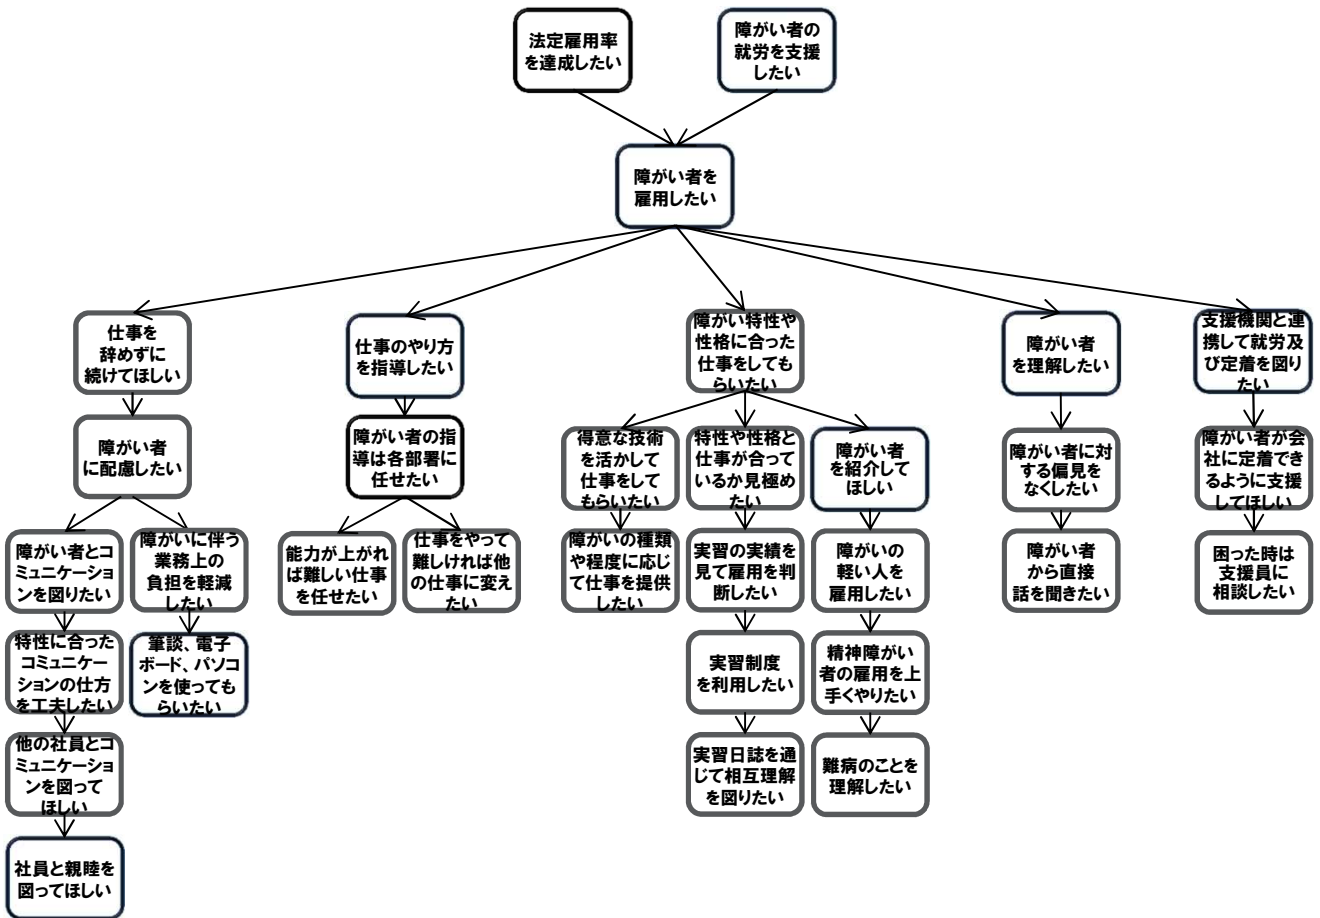 法定雇用率
を達成したい
障がい者の
就労を支援
したい
障がい者を
雇用したい
仕事を
辞めずに
続けてほしい
仕事のやり方
を指導したい
障がい特性や
性格に合った
仕事をしても
らいたい
障がい者
を理解したい
支援機関と連
携して就労及
び定着を図り
たい
障がい者
に配慮したい
障がい者の指
導は各部署に
任せたい
得意な技術
を活かして
仕事をして
もらいたい
特性や性格と
仕事が合って
いるか見極め
たい
障がい者
を紹介して
ほしい
障がい者に対
する偏見を
なくしたい
障がい者が会
社に定着でき
るように支援
してほしい
障がい者とコ
ミュニケーショ
ンを図りたい
障がいに伴う
業務上の
負担を軽減
したい
能力が上がれ
ば難しい仕事
を任せたい
仕事をやって
難しければ他
の仕事に変え
たい
障がいの種類
や程度に応じ
て仕事を提供
したい
実習の実績を
見て雇用を判
断したい
障がいの
軽い人を
雇用したい
障がい者
から直接
話を聞きたい
困った時は
支援員に
相談したい
特性に合った
コミュニケー
ションの仕方
を工夫したい
筆談、電子
ボード、パソコ
ンを使っても
らいたい
実習制度
を利用したい
精神障がい
者の雇用を上
手くやりたい
他の社員とコ
ミュニケーショ
ンを図って
ほしい
実習日誌を通
じて相互理解
を図りたい
難病のことを
理解したい
社員と親睦を
図ってほしい